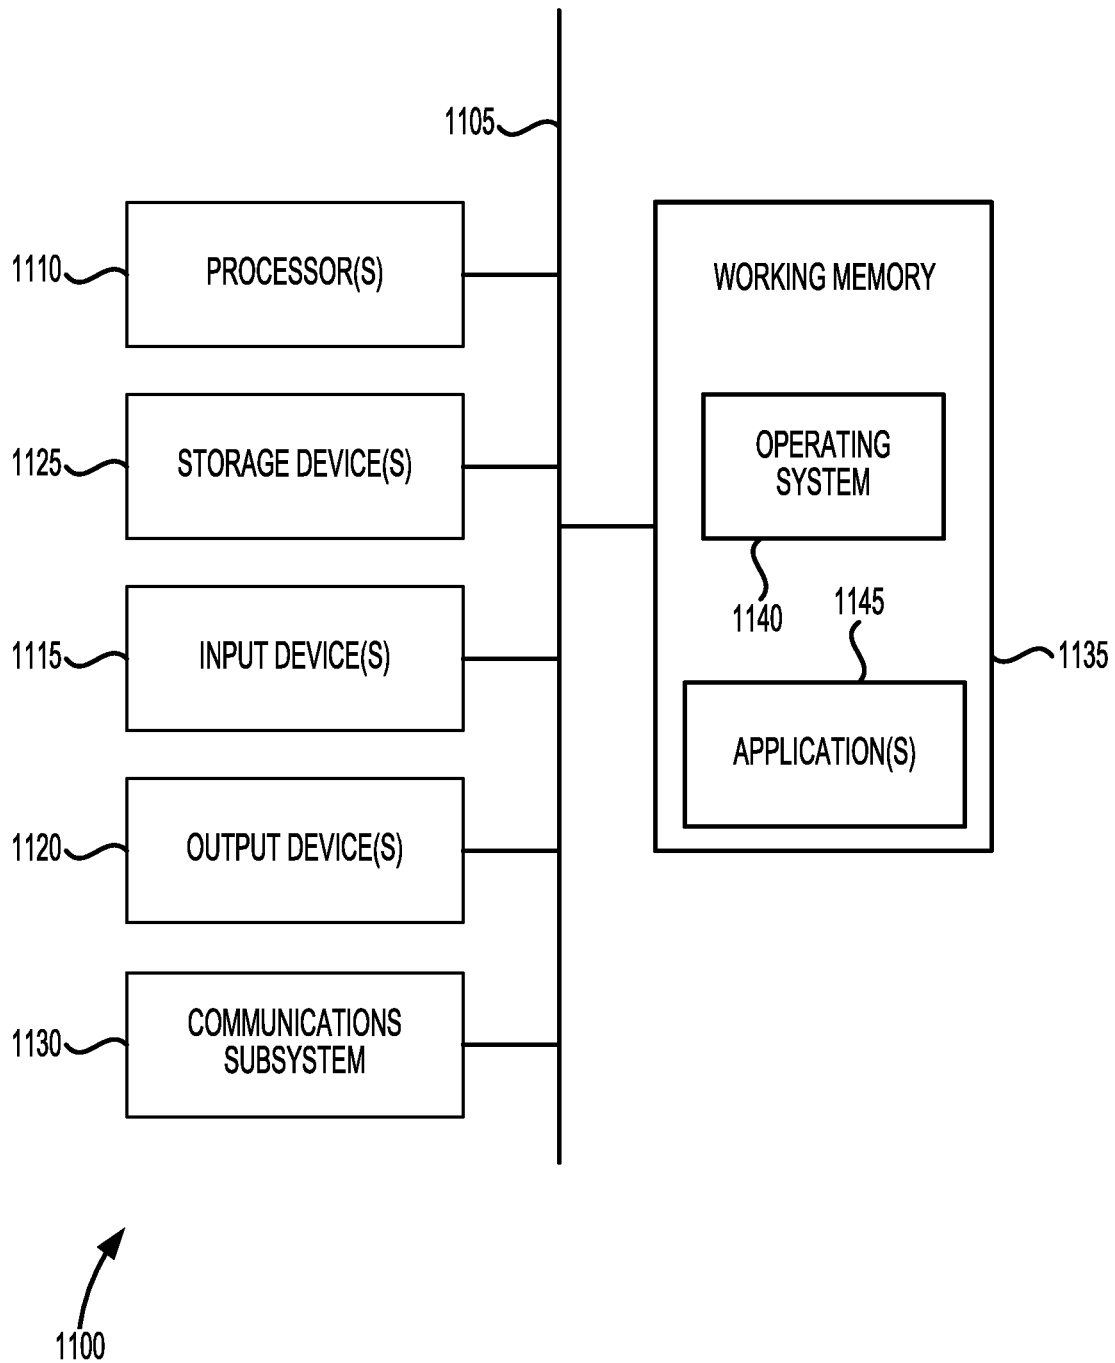 1105
1110
PROCESSOR(S)
WORKING MEMORY
1125
STORAGE DEVICE(S)
OPERATING
SYSTEM
1140
1145
1115
INPUT DEVICE(S)
1135
APPLICATION(S)
1120
OUTPUT DEVICE(S)
1130
COMMUNICATIONS
SUBSYSTEM
1100